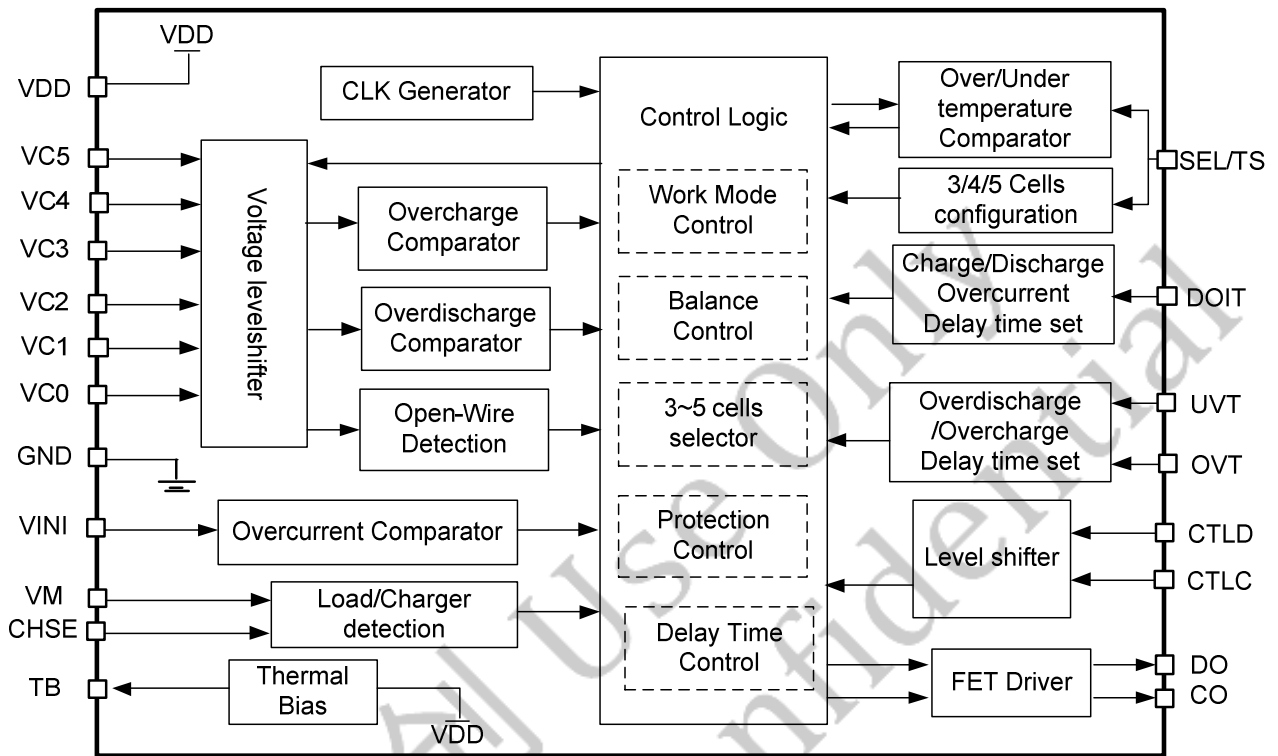 VDD
VDD
VC5
VC4
VC3
VC2
VC1
VC0
GND
VINI
VM
CHSE
TB
Voltage levelshifter
CLK Generator
Overcharge
Comparator
Overdischarge
Comparator
Open-Wire
Detection
Overcurrent Comparator
Load/Charger
detection
Thermal
Bias
VDD
Control Logic
Work Mode
Control
Balance
Control
3~5 cells
selector
Protection
Control
Delay Time
Control
Over/Under
temperature
Comparator
3/4/5 Cells
configuration
Charge/Discharge
Overcurrent
Delay time set
Overdischarge
/Overcharge
Delay time set
Level shifter
FET Driver
SEL/TS
DOIT
UVT
OVT
CTLD
CTLC
DO
CO
创 Use Only
nfidential